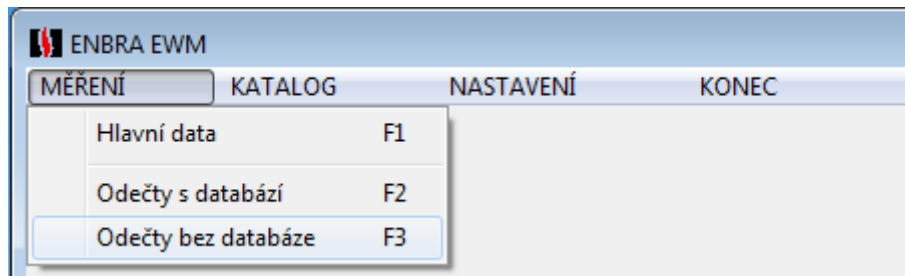 ENBRA EWM
MĚŘENÍ KATALOG NASTAVENÍ KONEC
Hlavní data F1
Odečty s databází F2
Odečty bez databáze F3